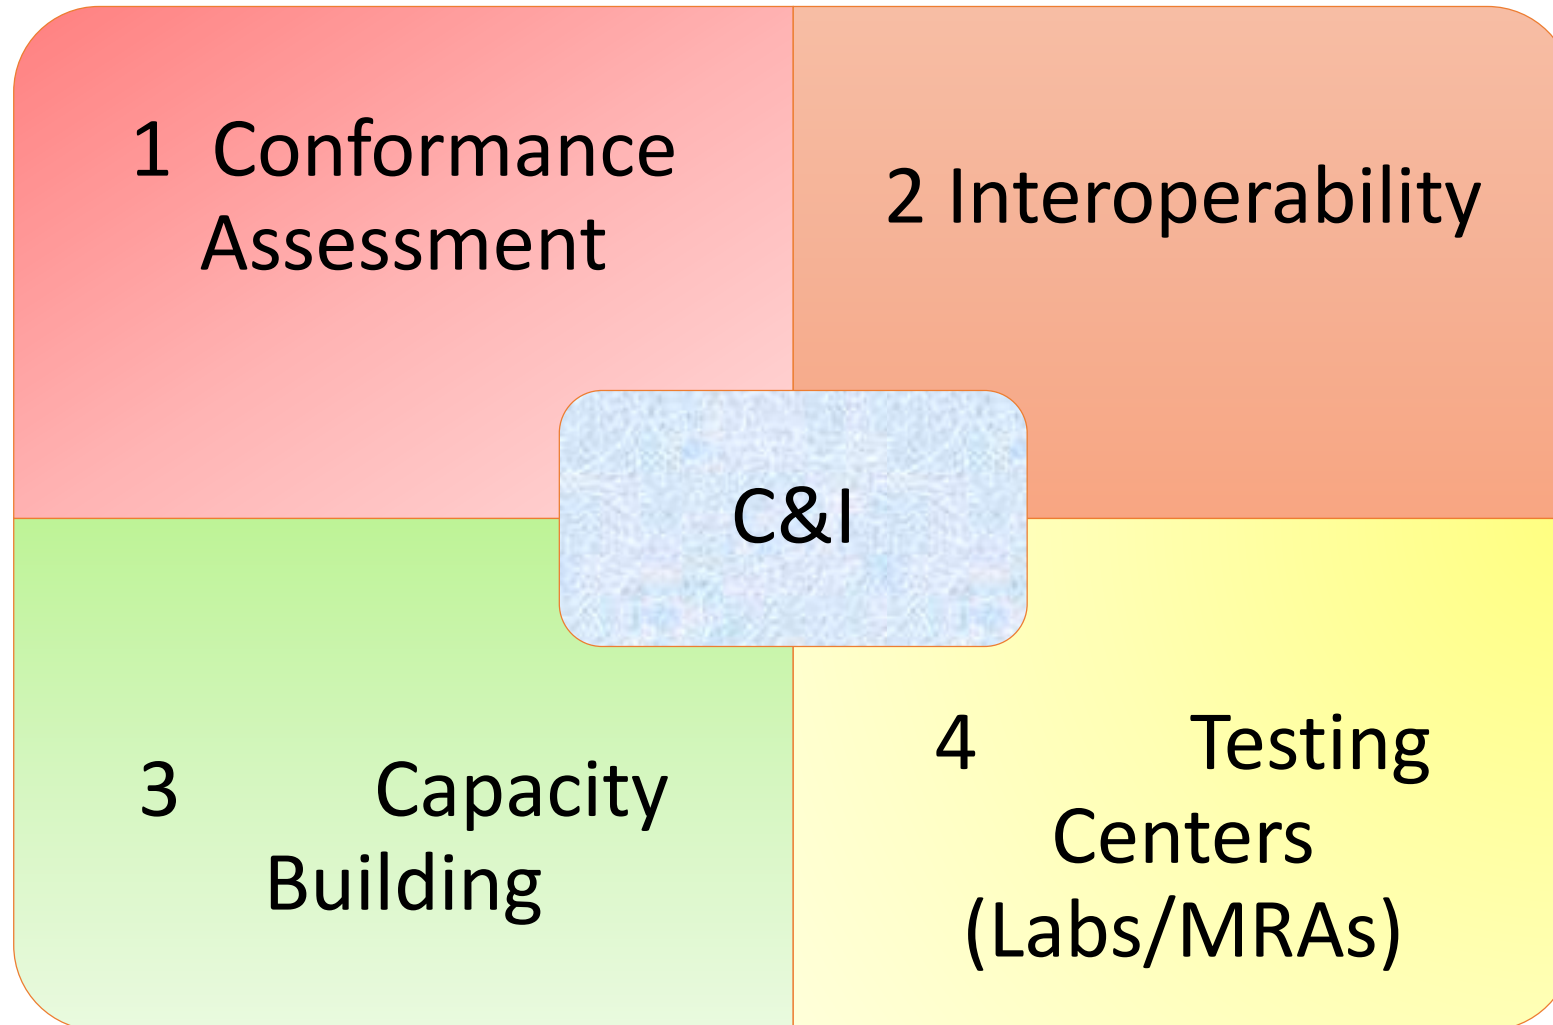 1 Conformance
Assessment
2 Interoperability
C&I
3 Capacity
Building
4 Testing
Centers
(Labs/MRAs)